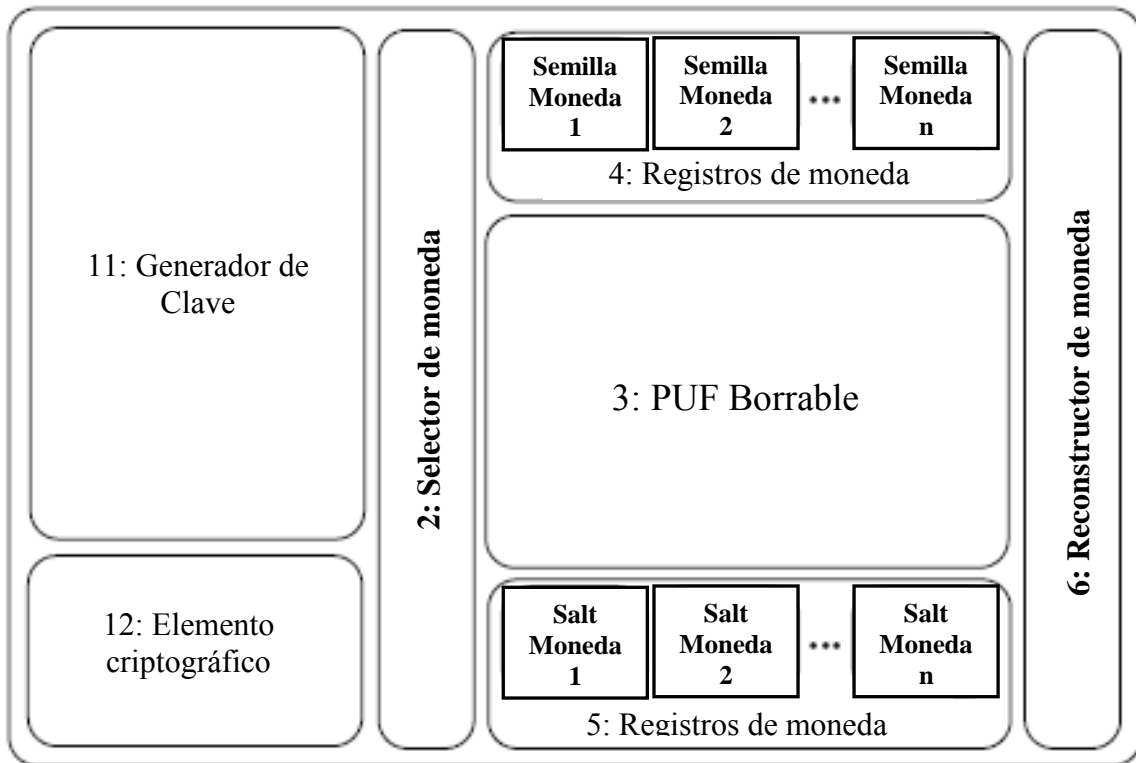 11: Generador de
Clave
12: Elemento
criptográfico
2: Selector de moneda
Semilla
Moneda
1
Semilla
Moneda
2
Semilla
Moneda
n
4: Registros de moneda
3: PUF Borrable
Salt
Moneda
1
Salt
Moneda
2
Salt
Moneda
n
5: Registros de moneda
6: Reconstructor de moneda